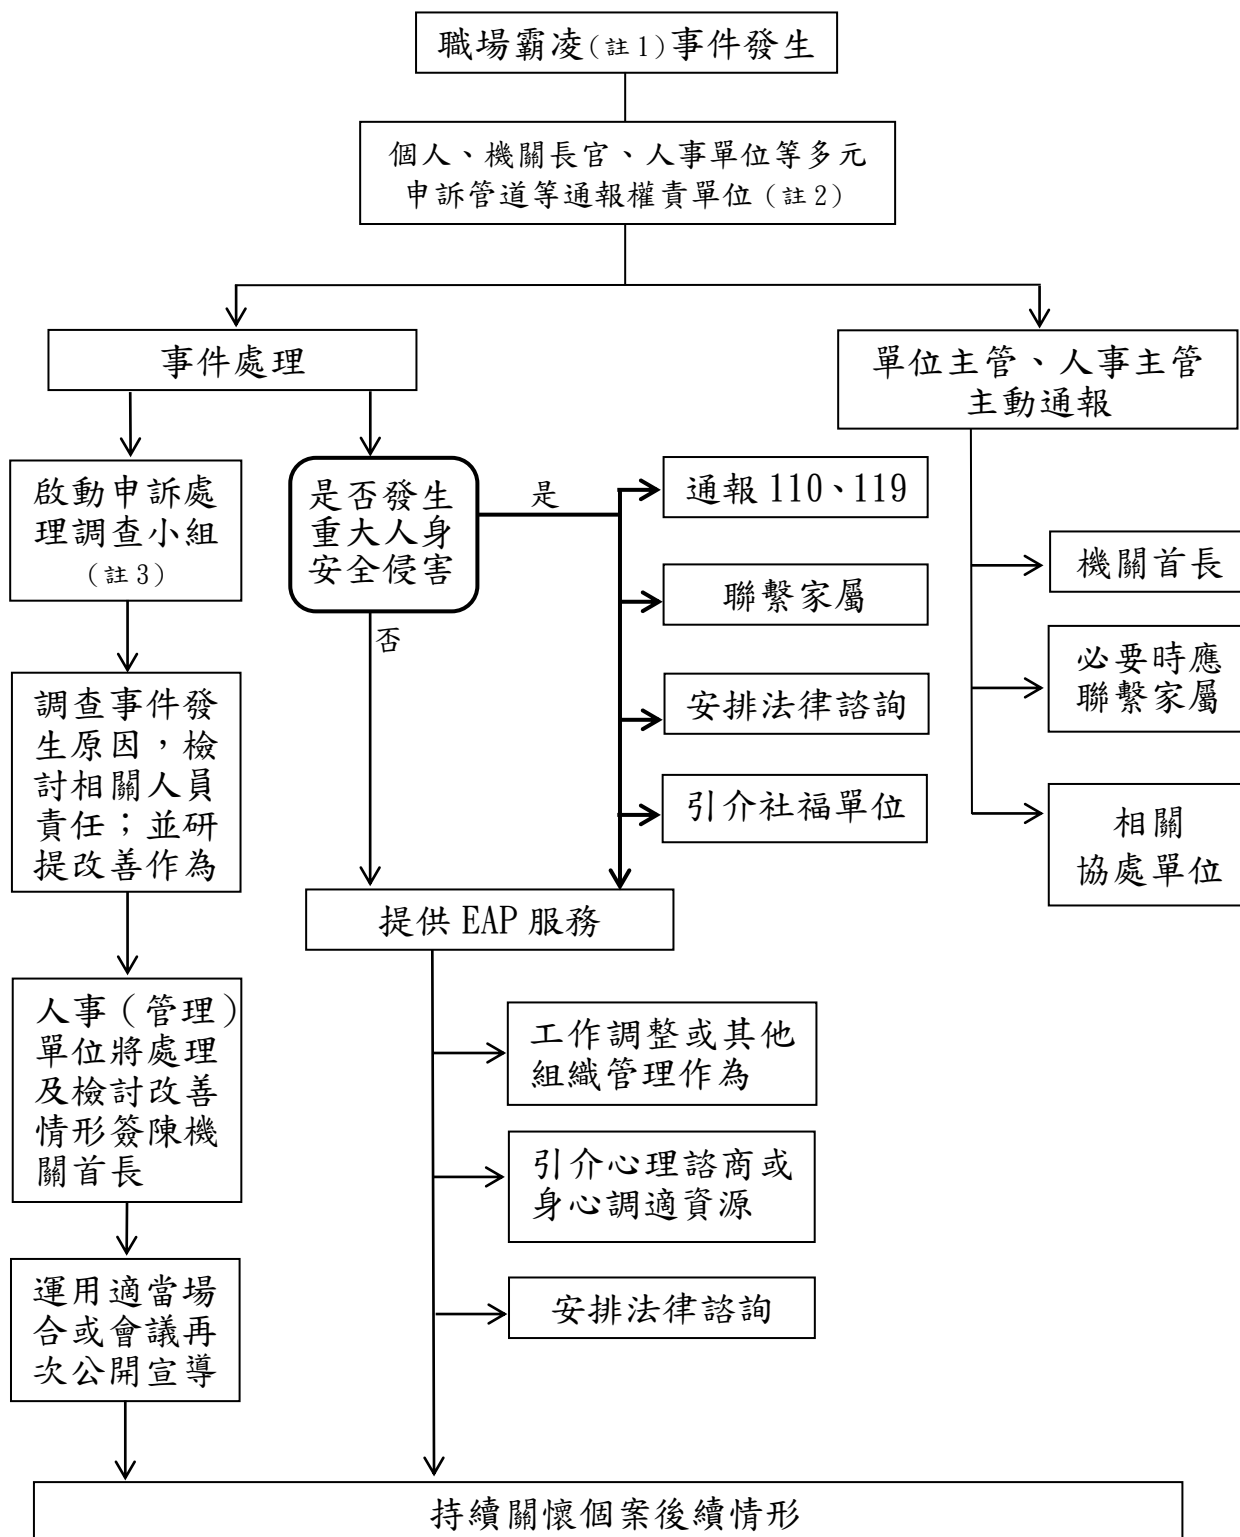 職場霸凌(註1)事件發生
個人、機關長官、人事單位等多元
申訴管道等通報權責單位（註2）
事件處理
單位主管、人事主管
主動通報
啟動申訴處
理調查小組
（註3）
是否發生
重大人身
安全侵害
是
否
通報110、119
聯繫家屬
安排法律諮詢
引介社福單位
機關首長
必要時應
聯繫家屬
相關
協處單位
調查事件發
生原因，檢
討相關人員
責任；並研
提改善作為
提供EAP服務
人事（管理）
單位將處理
及檢討改善
情形簽陳機
關首長
工作調整或其他
組織管理作為
引介心理諮商或
身心調適資源
安排法律諮詢
運用適當場
合或會議再
次公開宣導
持續關懷個案後續情形